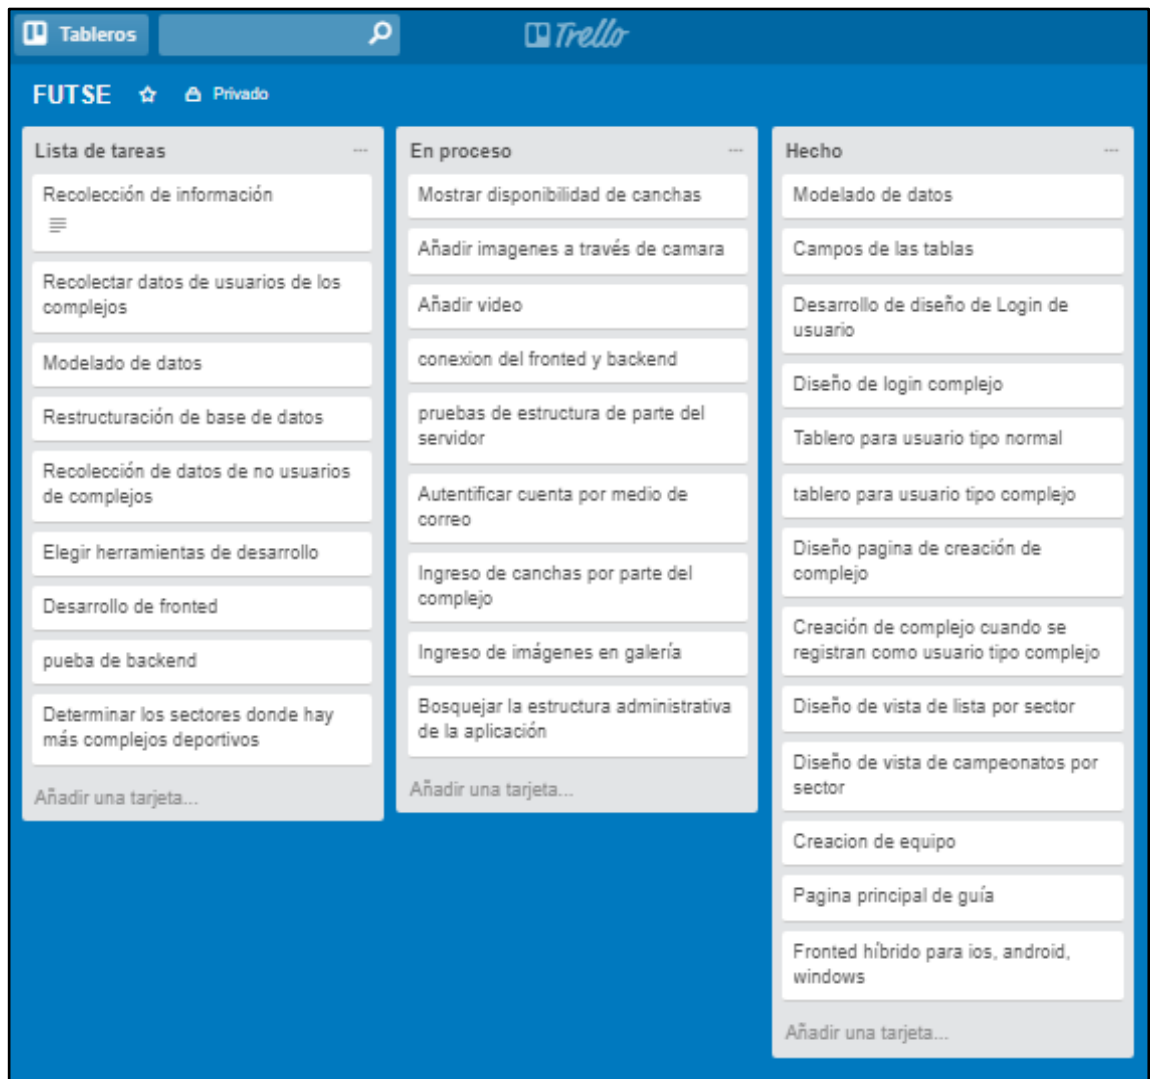 Tableros
Trello
FUTSE
Privado
Lista de tareas
Recolección de información
Recolectar datos de usuarios de los
complejos
Modelado de datos
Restructuración de base de datos
Recolección de datos de no usuarios
de complejos
Elegir herramientas de desarrollo
Desarrollo de fronted
pueba de backend
Determinar los sectores donde hay
más complejos deportivos
Añadir una tarjeta...
En proceso
Mostrar disponibilidad de canchas
Añadir imagenes a través de camara
Añadir video
conexion del fronted y backend
pruebas de estructura de parte del
servidor
Autentificar cuenta por medio de
correo
Ingreso de canchas por parte del
complejo
Ingreso de imágenes en galería
Bosquejar la estructura administrativa
de la aplicación
Añadir una tarjeta...
Hecho
Modelado de datos
Campos de las tablas
Desarrollo de diseño de Login de
usuario
Diseño de login complejo
Tablero para usuario tipo normal
tablero para usuario tipo complejo
Diseño pagina de creación de
complejo
Creación de complejo cuando se
registran como usuario tipo complejo
Diseño de vista de lista por sector
Diseño de vista de campeonatos por
sector
Creacion de equipo
Pagina principal de guía
Fronted híbrido para ios, android,
windows
Añadir una tarjeta...